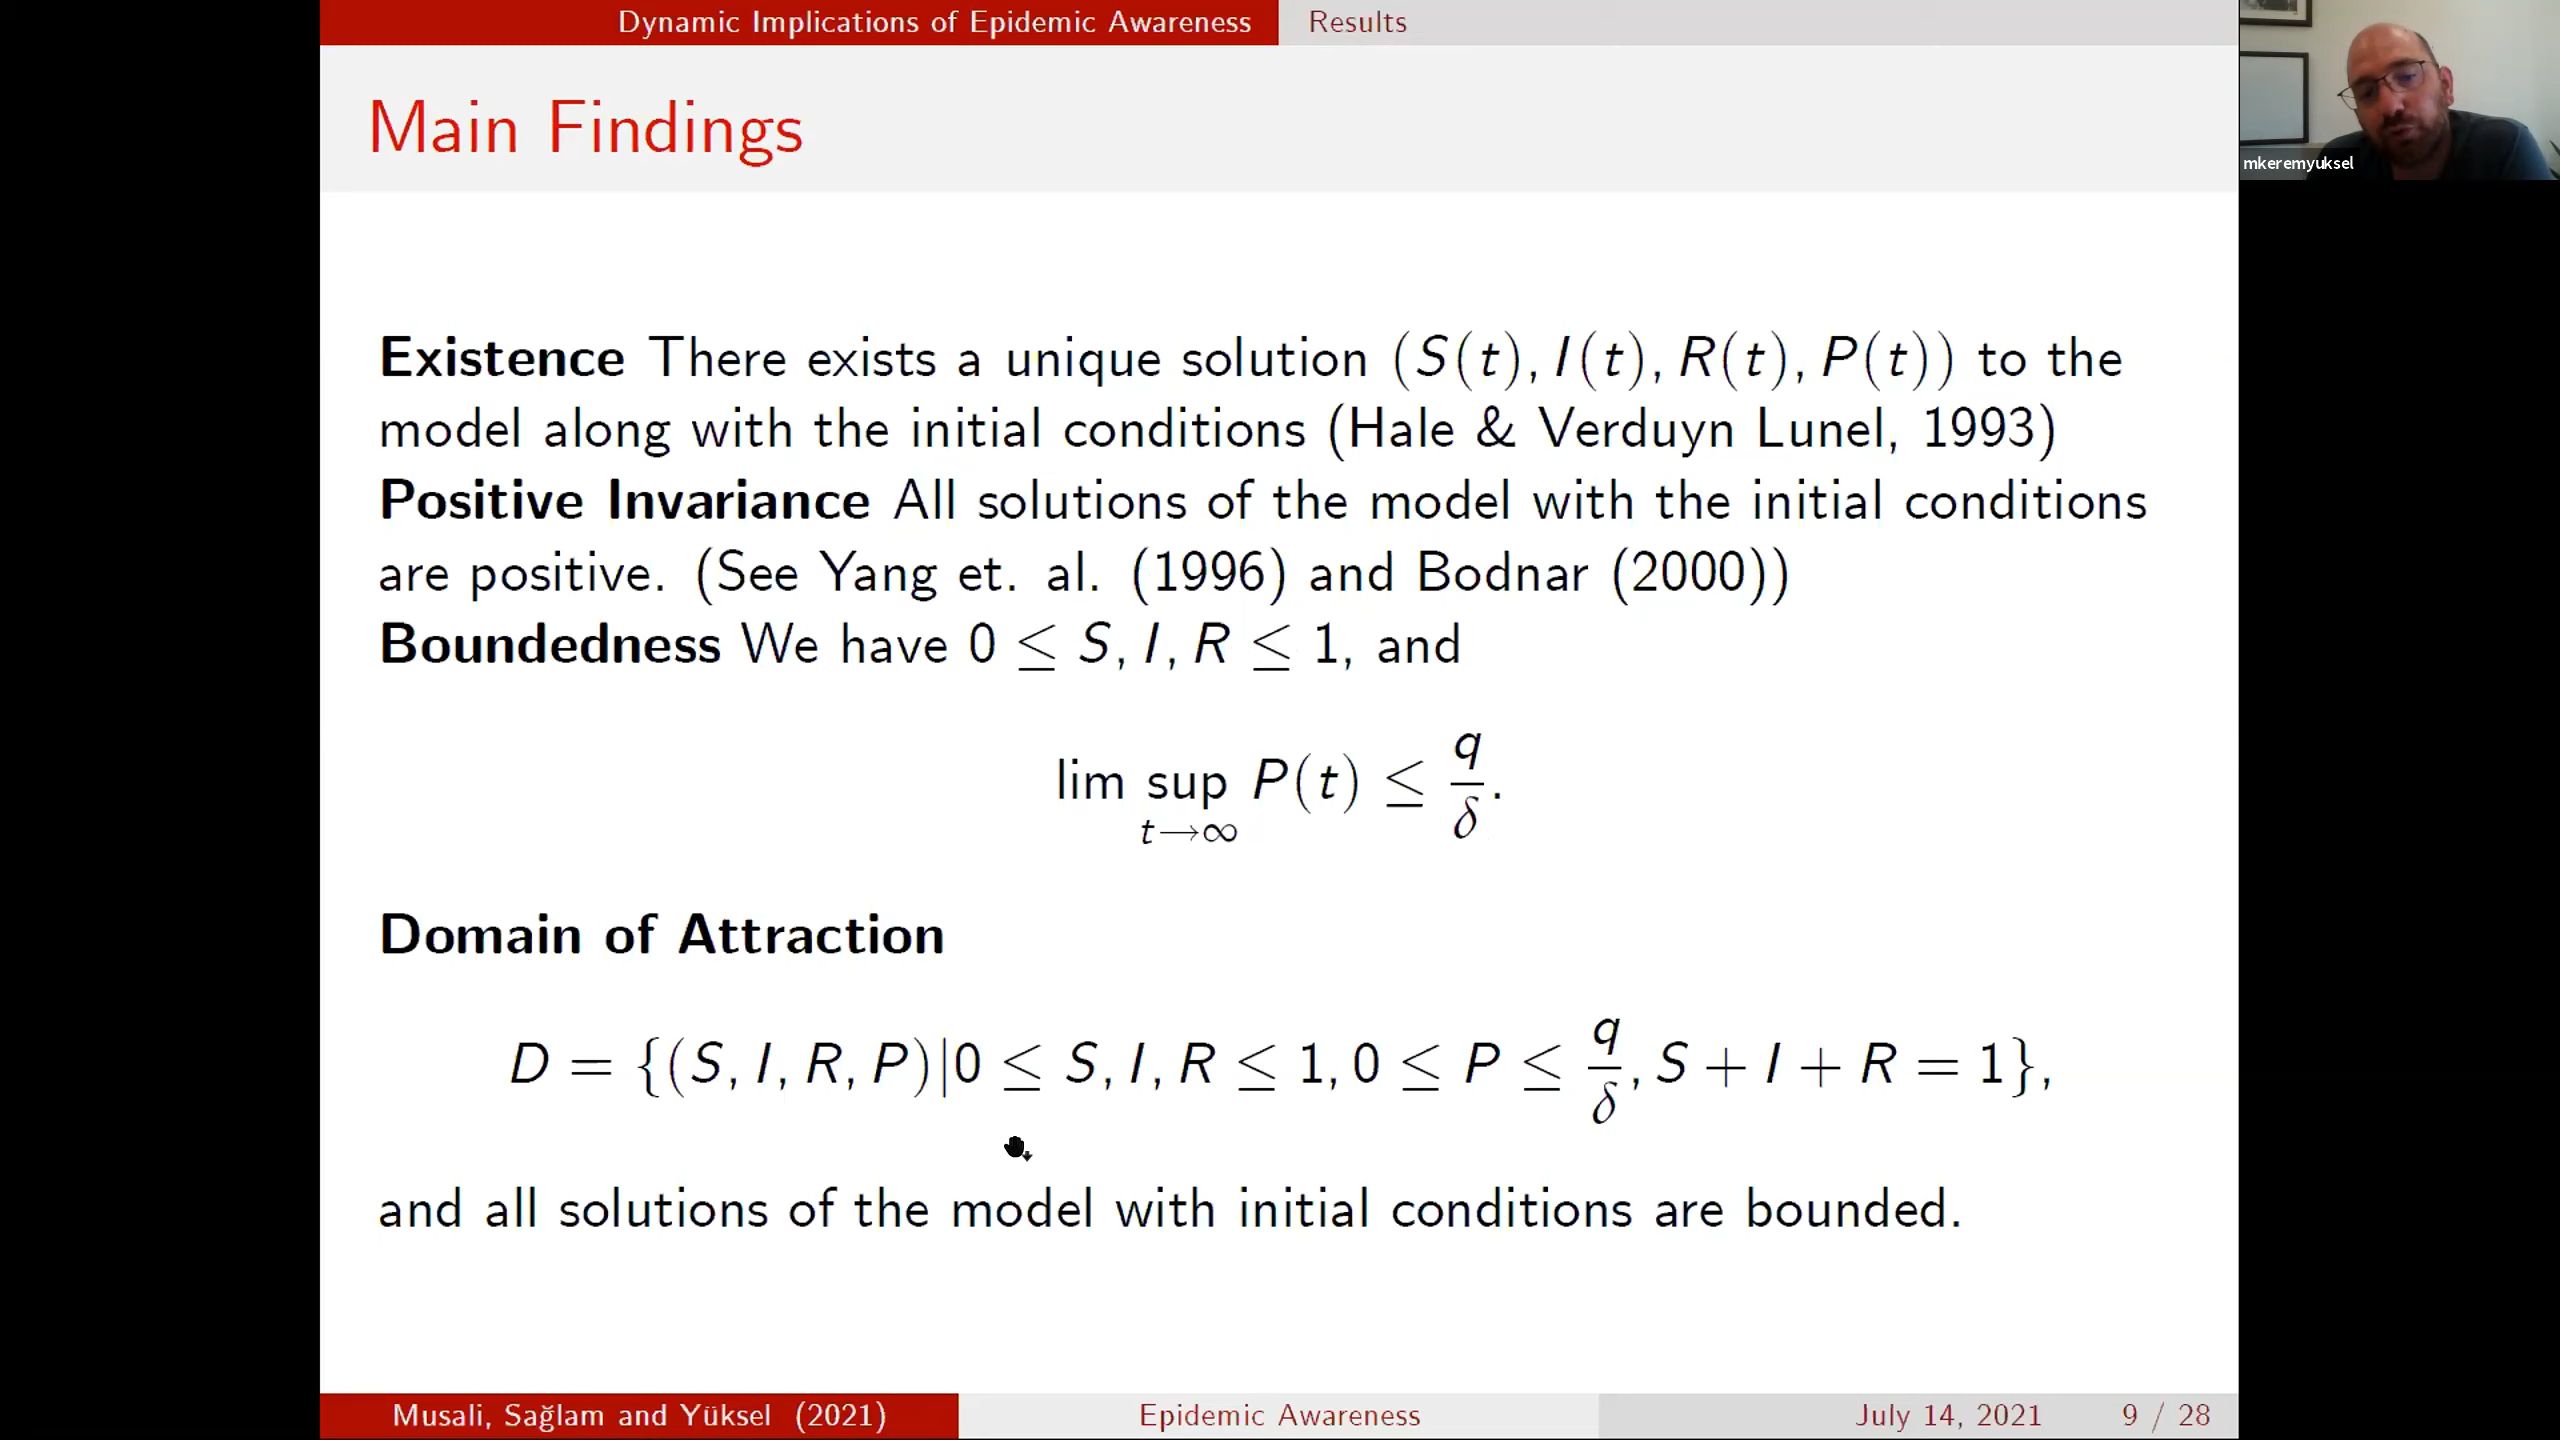 Dynamic Implications of Epidemic Awareness Results
Main Findings
mkeremyuksel
Existence There exists a unique solution (S(t), I(t), R(t), P(t)) to the
model along with the initial conditions (Hale & Verduyn Lunel, 1993)
Positive Invariance All solutions of the model with the initial conditions
are positive. (See Yang et. al. (1996) and Bodnar (2000))
Boundedness We have 0 ≤ S, I, R ≤ 1, and
lim sup P(t) ≤ q/δ.
t→∞
Domain of Attraction
D = {(S, I, R, P)|0 ≤ S, I, R ≤ 1, 0 ≤ P ≤ q/δ, S + I + R = 1},
and all solutions of the model with initial conditions are bounded.
Musali, Sağlam and Yüksel (2021) Epidemic Awareness July 14, 2021 9 / 28